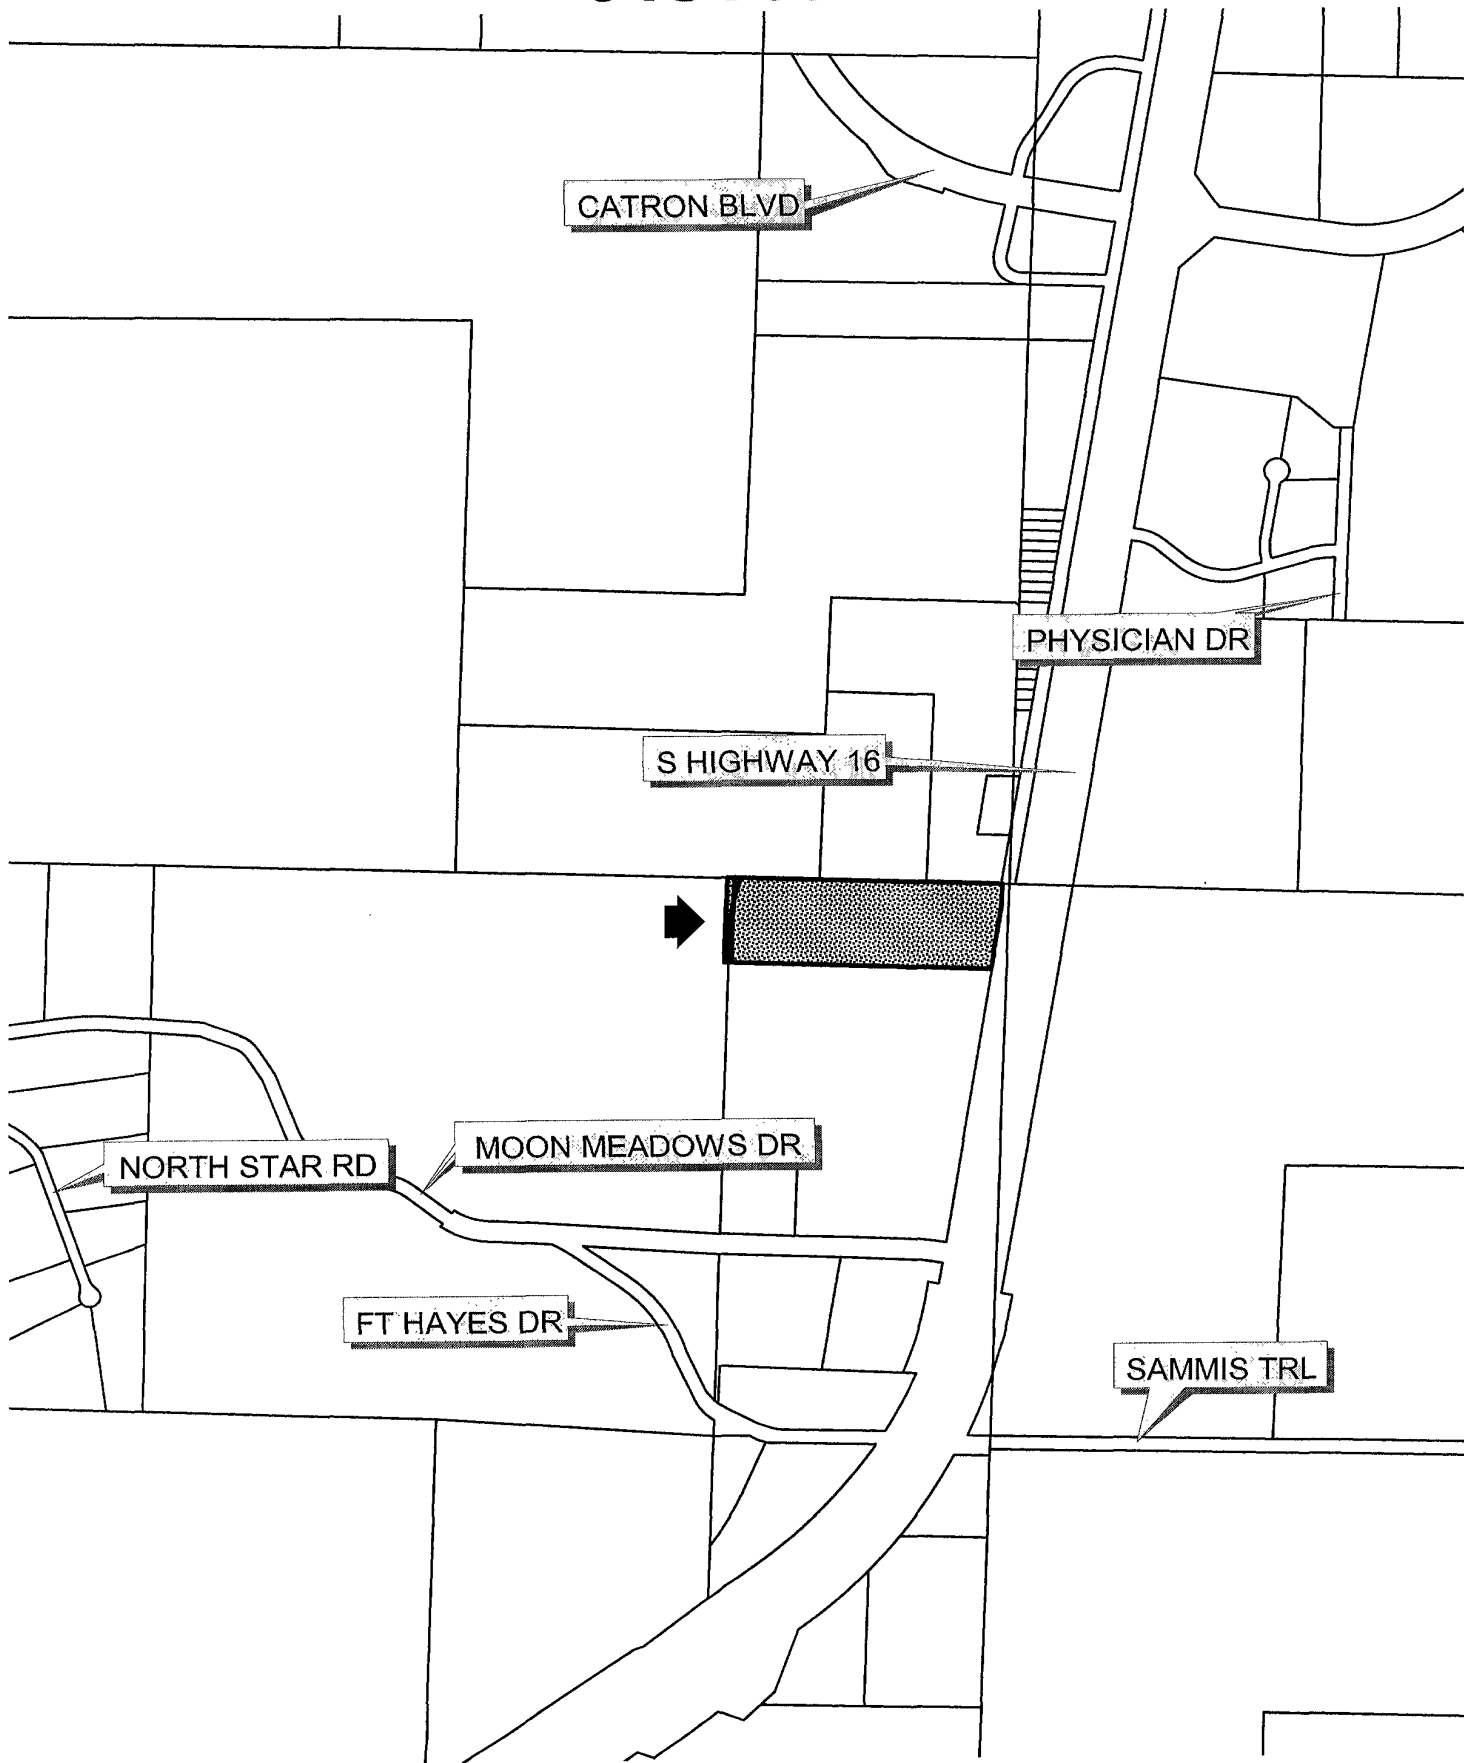 CATRON BLVD
PHYSICIAN DR
S HIGHWAY 16
MOON MEADOWS DR
NORTH STAR RD
FT HAYES DR
SAMMIS TRL